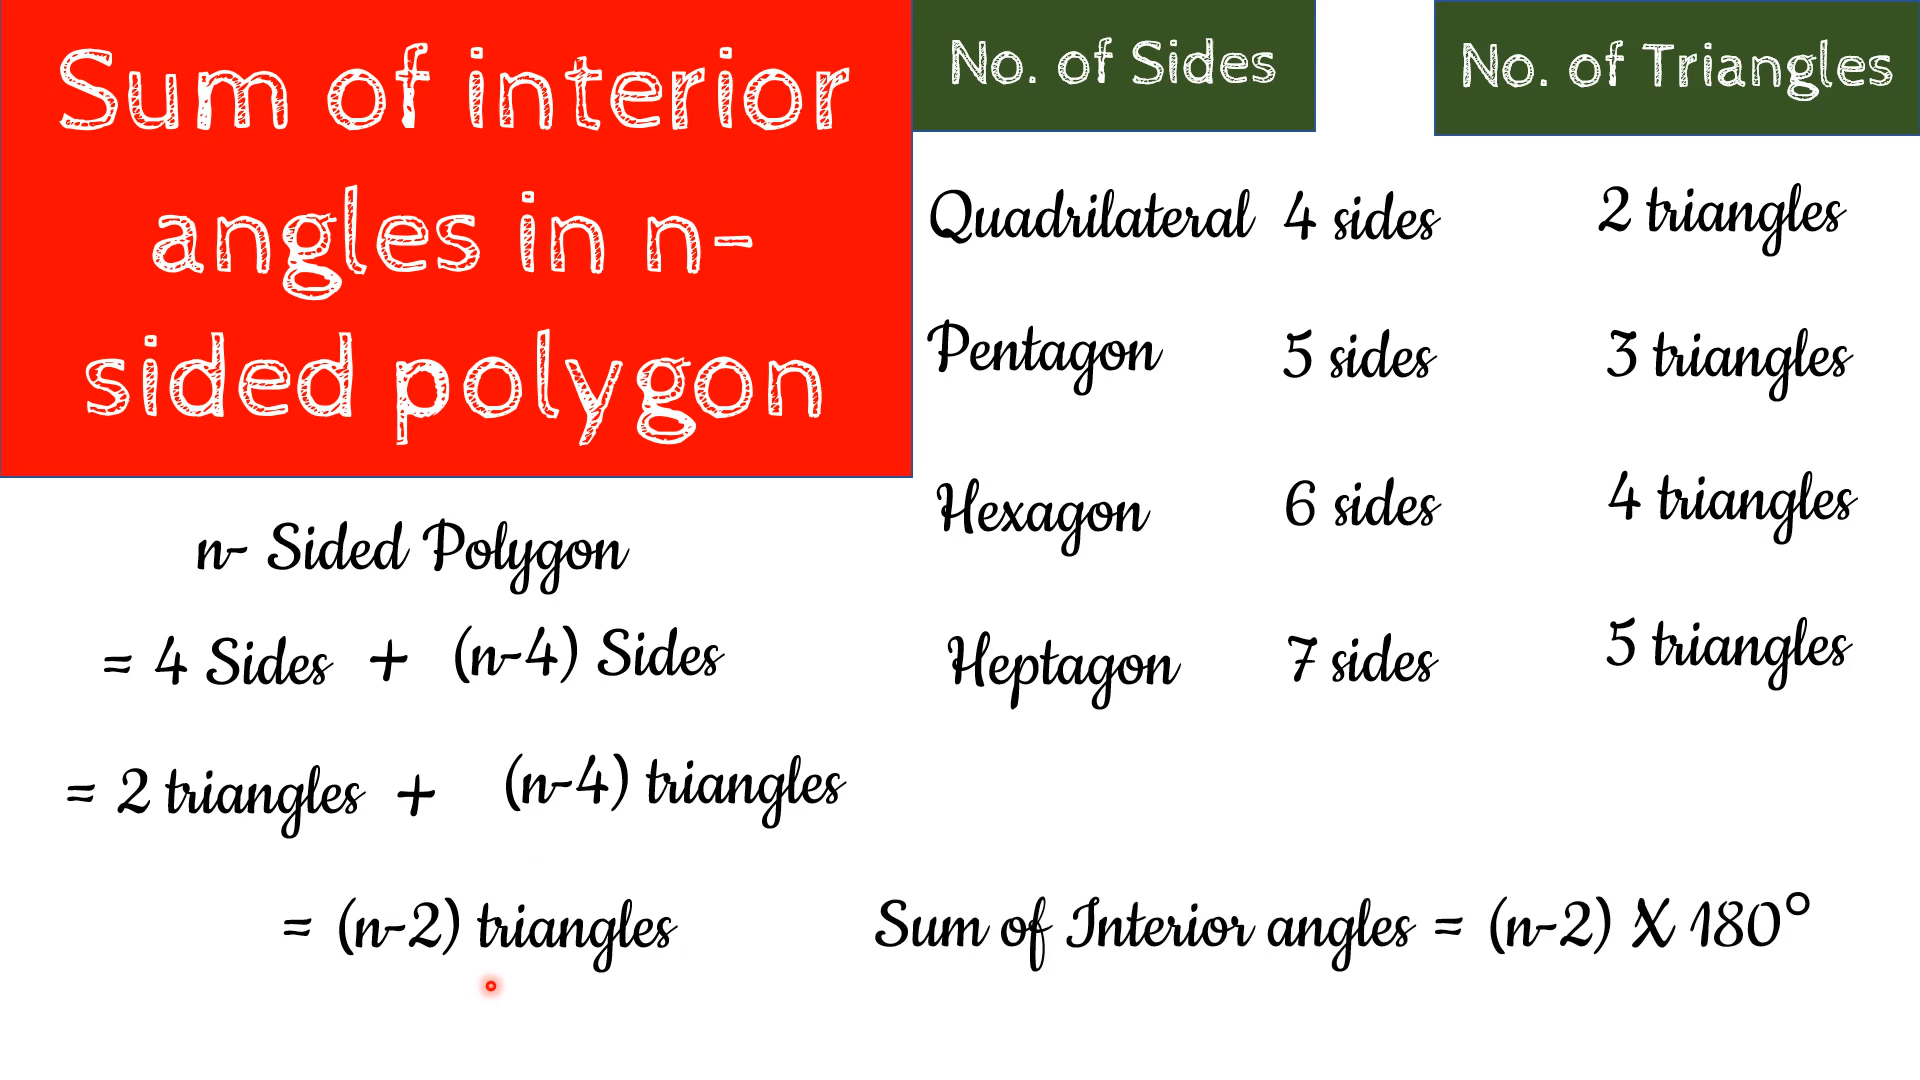 Sum of interior
angles in n-
sided polygon
No. of Sides
No. of Triangles
Quadrilateral 4 sides 2 triangles
Pentagon 5 sides 3 triangles
Hexagon 6 sides 4 triangles
Heptagon 7 sides 5 triangles
n- Sided Polygon
= 4 Sides + (n-4) Sides
= 2 triangles + (n-4) triangles
= (n-2) triangles
Sum of Interior angles = (n-2) X 180°